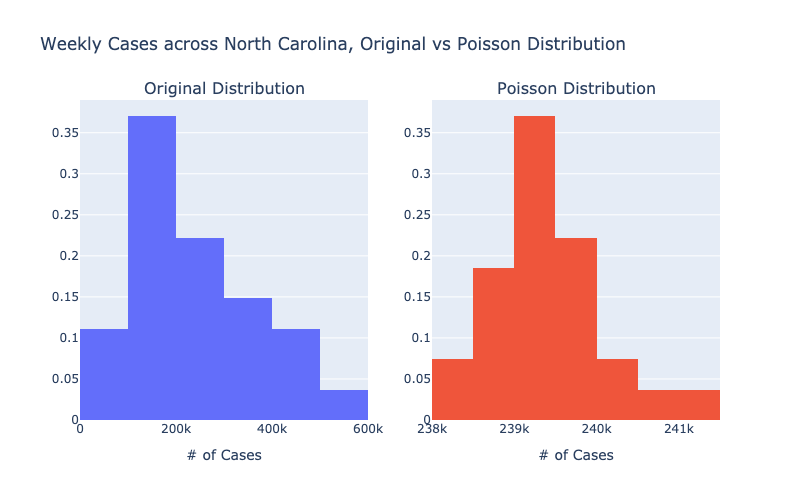 Weekly Cases across North Carolina, Original vs Poisson Distribution
Original Distribution
0.35
0.3
0.25
0.2
0.15
0.1
0.05
0
0 200k 400k 600k
# of Cases
Poisson Distribution
0.35
0.3
0.25
0.2
0.15
0.1
0.05
0
238k 239k 240k 241k
# of Cases